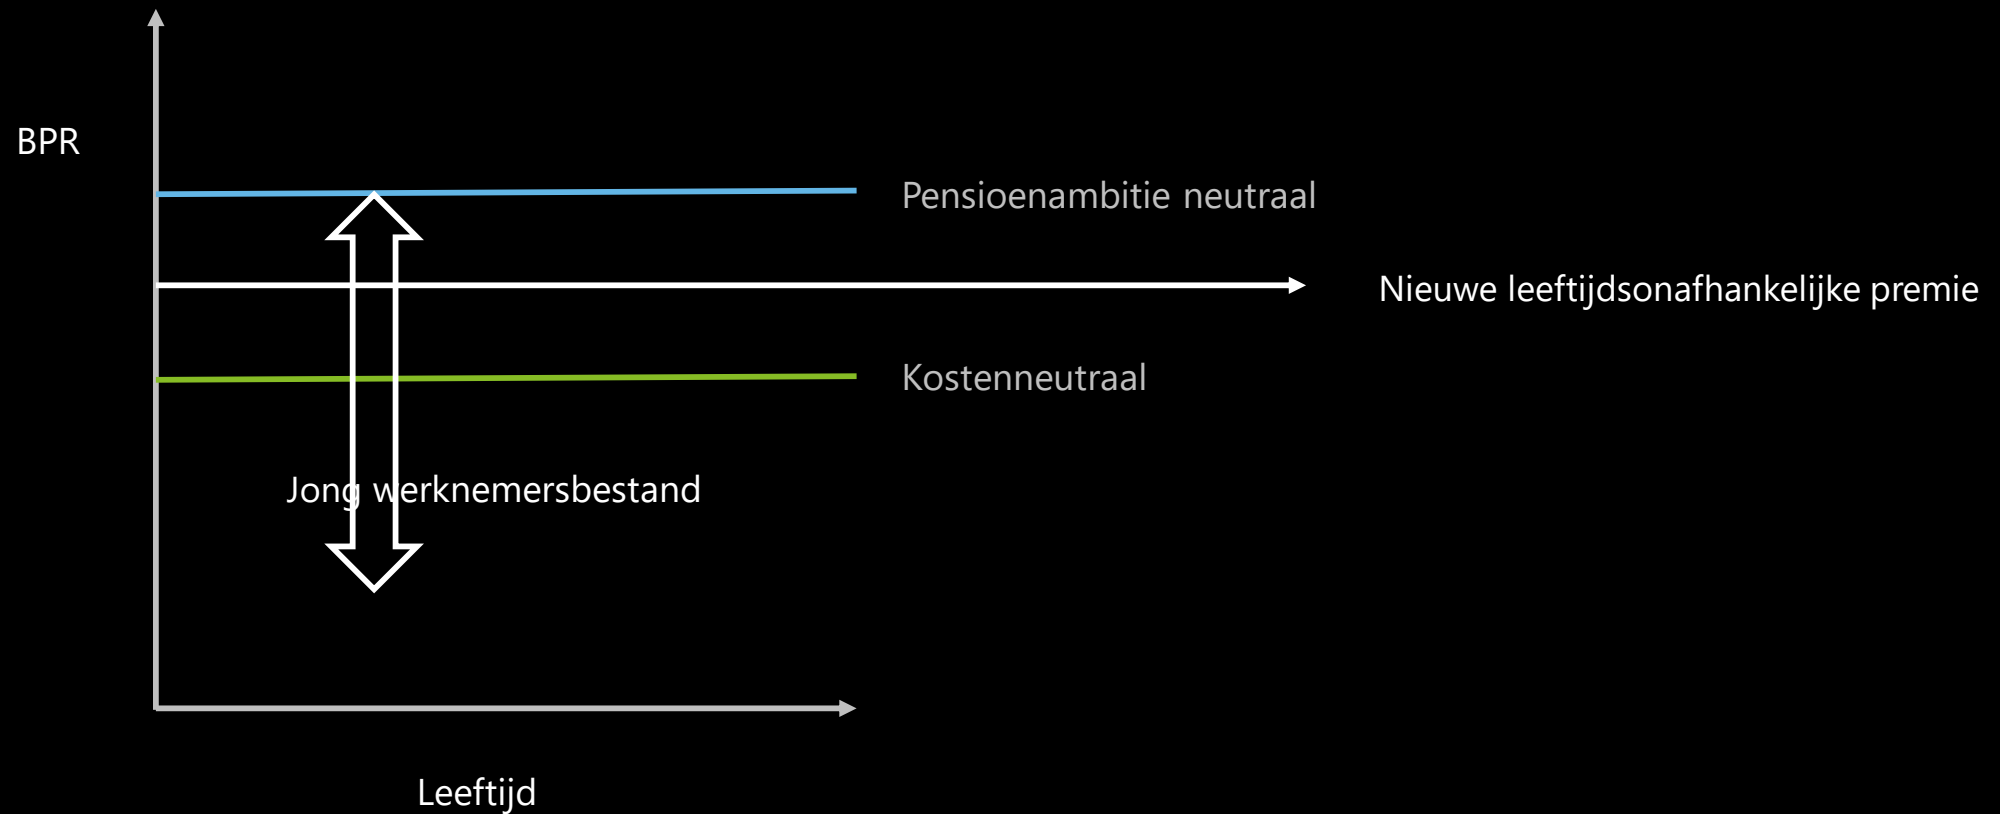 BPR
Pensioenambitie neutraal
Nieuwe leeftijdsonafhankelijke premie
Kostenneutraal
Jong werknemersbestand
Leeftijd